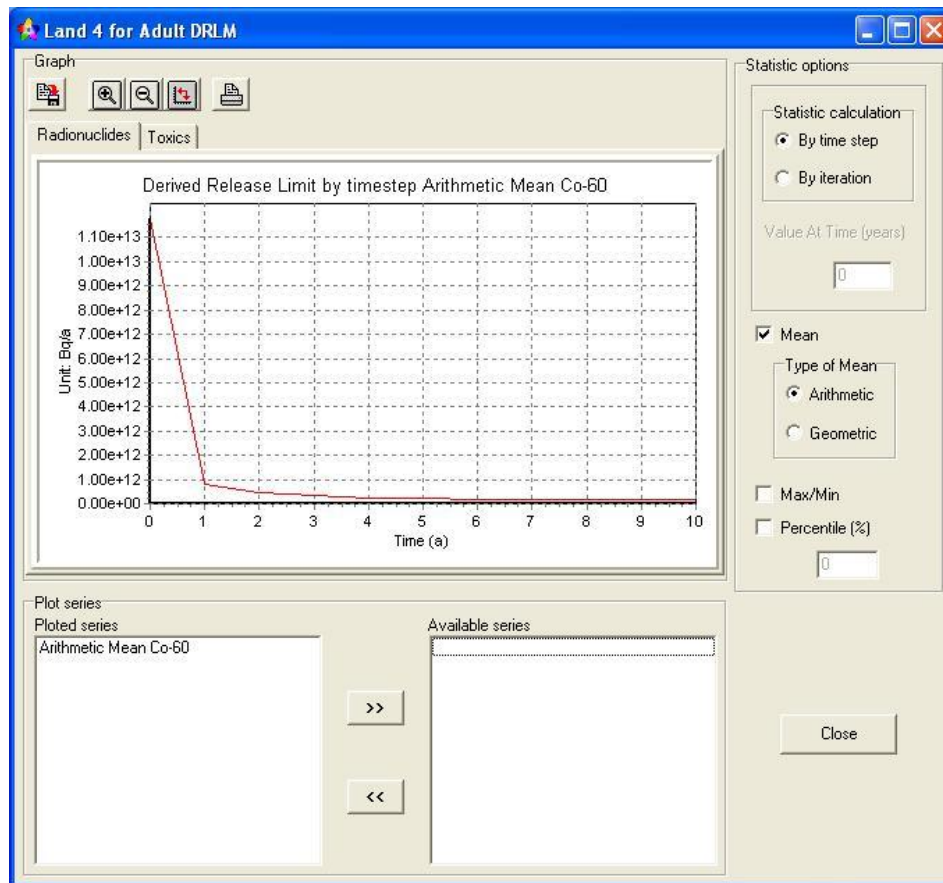 Land 4 for Adult DRLM
Graph
Radionuclides Toxics
Derived Release Limit by timestep Arithmetic Mean Co-60
Unit: Bq/a
1.10e+13
1.00e+13
9.00e+12
8.00e+12
7.00e+12
6.00e+12
5.00e+12
4.00e+12
3.00e+12
2.00e+12
1.00e+12
0.00e+00
0 1 2 3 4 5 6 7 8 9 10
Time (a)
Statistic options
Statistic calculation
By time step
By iteration
Value At Time (years)
0
Mean
Type of Mean
Arithmetic
Geometric
Max/Min
Percentile (%)
0
Plot series
Ploted series
Arithmetic Mean Co-60
>>
<<
Available series
Close